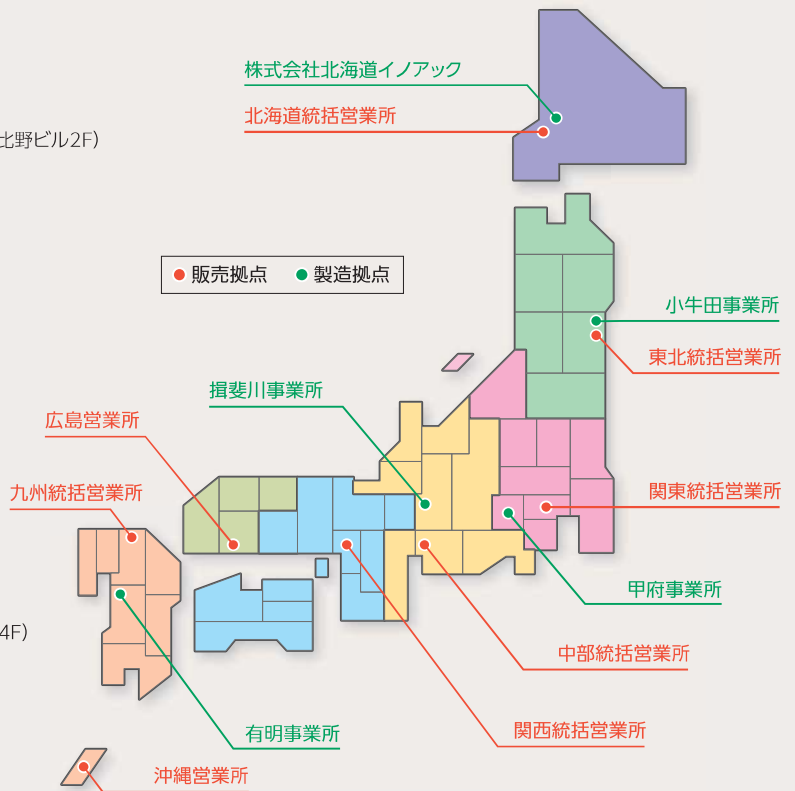 株式会社北海道イノアック
北海道統括営業所
比野ビル2F)
販売拠点 製造拠点
小牛田事業所
東北統括営業所
揖斐川事業所
広島営業所
九州統括営業所
関東統括営業所
甲府事業所
4F)
中部統括営業所
関西統括営業所
有明事業所
沖縄営業所